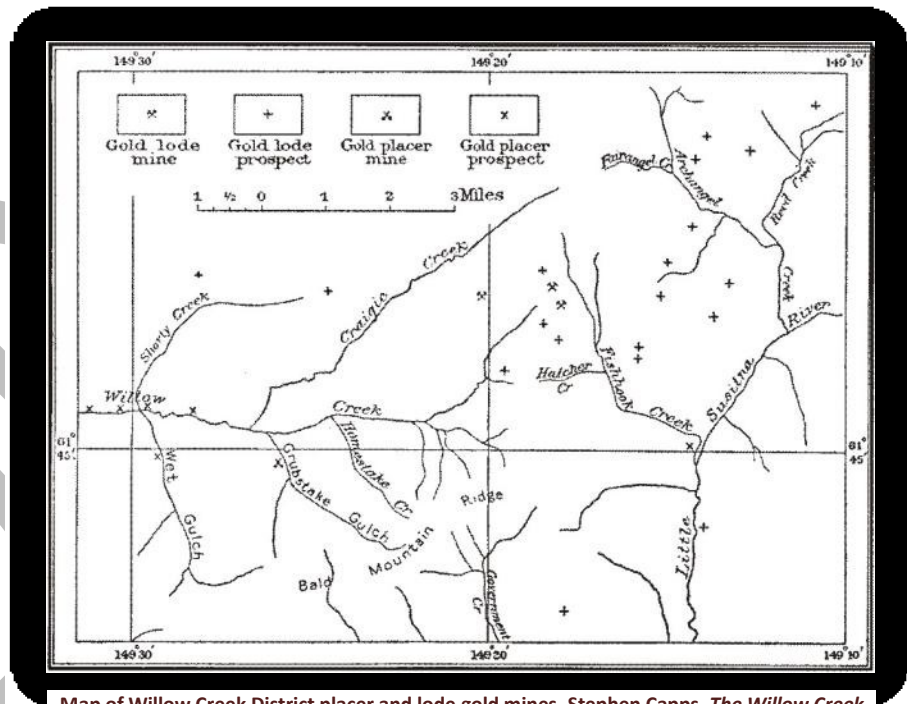 149°30′ 149°20′ 149°10′
Gold lode mine
Gold lode prospect
Gold placer mine
Gold placer prospect
1 ½ 0 1 2 3 Miles
Fairangel Cr
Archangel
Reed Creek
Creek
Craigie Creek
Shorty Creek
Susitna River
Hatcher Cr
Fishhook Creek
Willow Creek
61° 45′ 61° 45′
Wet Gulch
Grubstake Gulch
Homestake Cr
Ridge
Mountain
Bald
Government Cr
Little
149°30′ 149°20′ 149°10′
Map of Willow Creek District placer and lode gold mines, Stephen Capps, The Willow Creek